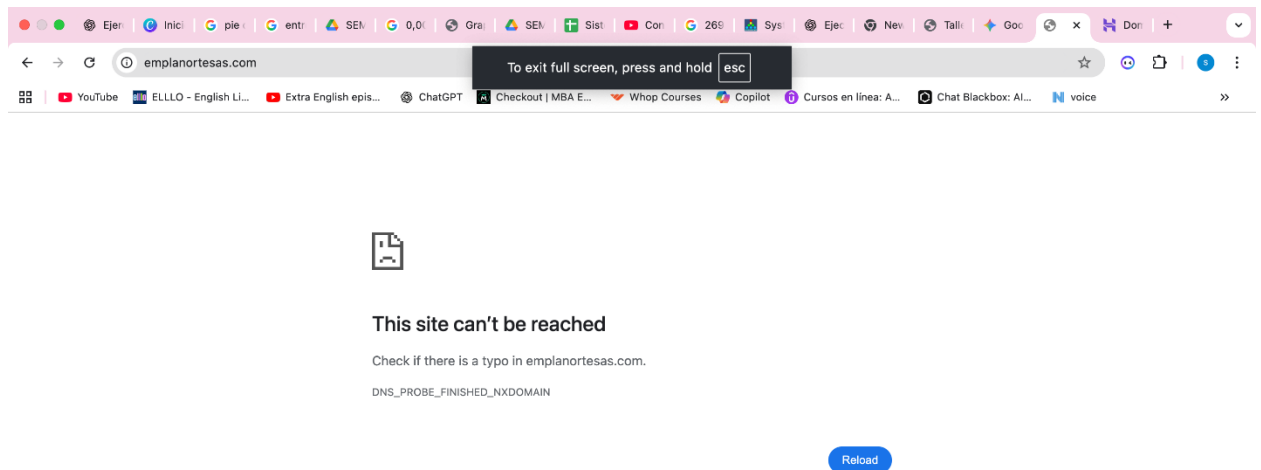 Ejen Inici pie entr SEM 0,0( Gra SEM Sist Con 269 Sys Ejec Nev Talle Goo Don
emplanortesas.com
To exit full screen, press and hold esc
YouTube ELLLO - English Li... Extra English epis... ChatGPT Checkout | MBA E... Whop Courses Copilot Cursos en línea: A... Chat Blackbox: AI... voice
This site can’t be reached
Check if there is a typo in emplanortesas.com.
DNS_PROBE_FINISHED_NXDOMAIN
Reload